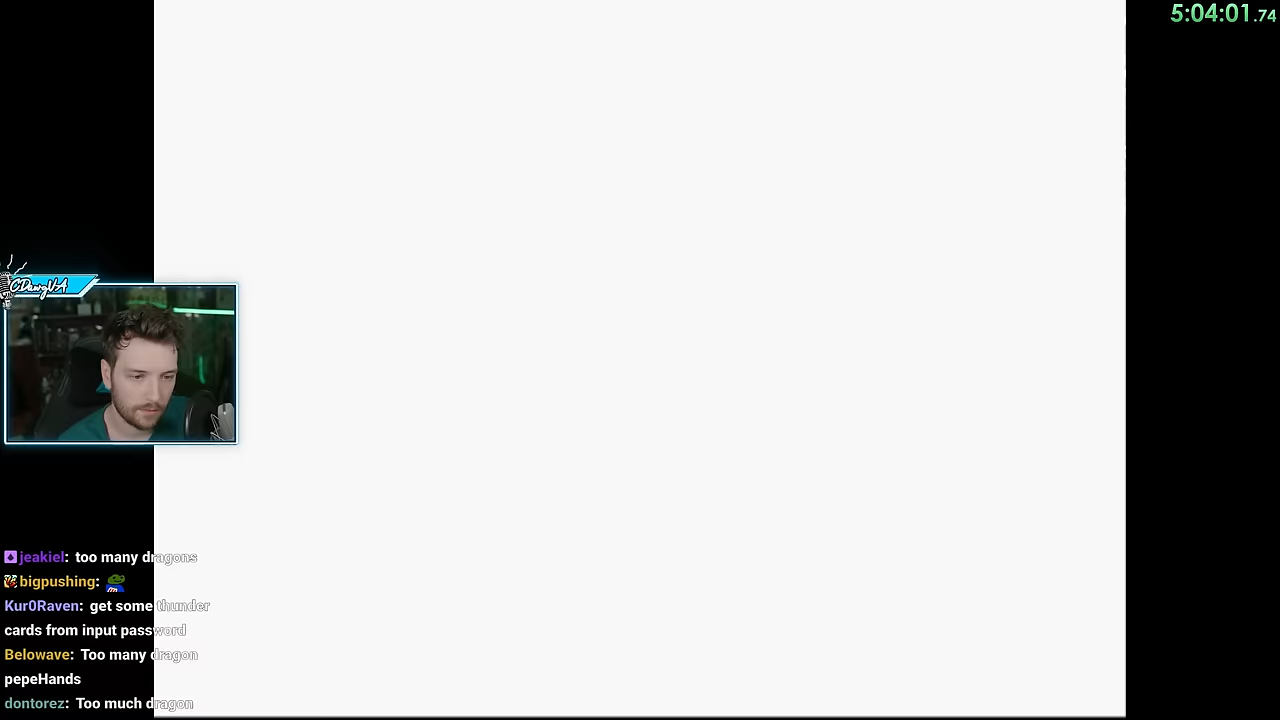 5:04:01.74
CDawgVA
jeakiel: too many dragons
bigpushing:
Kur0Raven: get some thunder
cards from input password
Belowave: Too many dragon
pepeHands
dontorez: Too much dragon